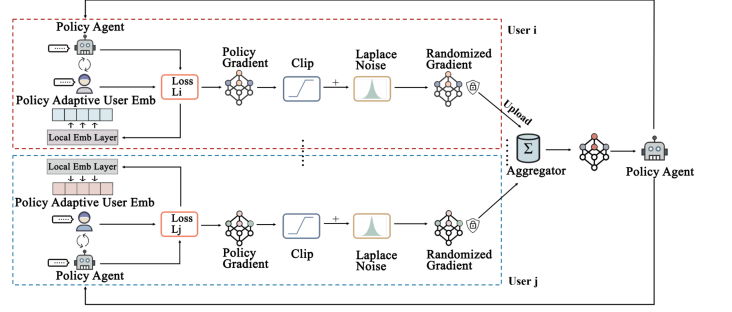 Policy Agent
User i
Policy Adaptive User Emb
Local Emb Layer
Loss
Li
Policy
Gradient
Clip
+
Laplace
Noise
Randomized
Gradient
Upload
Σ
Aggregator
Policy Agent
Local Emb Layer
Policy Adaptive User Emb
Policy Agent
Loss
Lj
Policy
Gradient
+
Clip
Laplace
Noise
Randomized
Gradient
User j